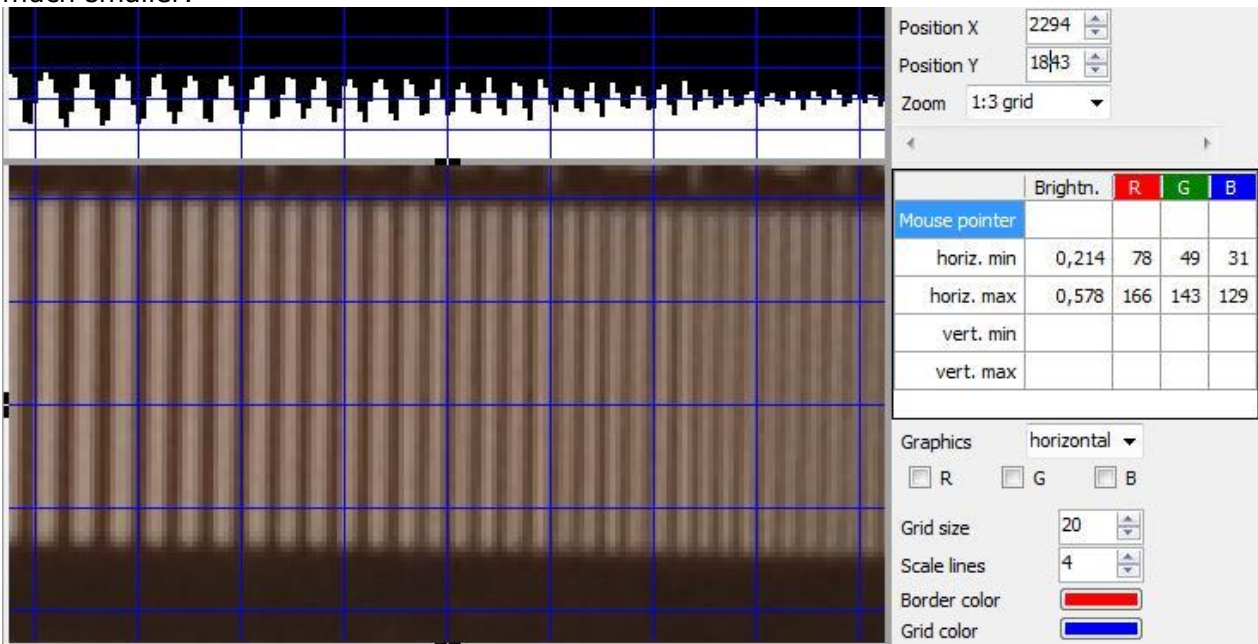 much smaller.
Position X 2294
Position Y 1843
Zoom 1:3 grid
Brightn. R G B
Mouse pointer
horiz. min 0,214 78 49 31
horiz. max 0,578 166 143 129
vert. min
vert. max
Graphics horizontal
R G B
Grid size 20
Scale lines 4
Border color
Grid color